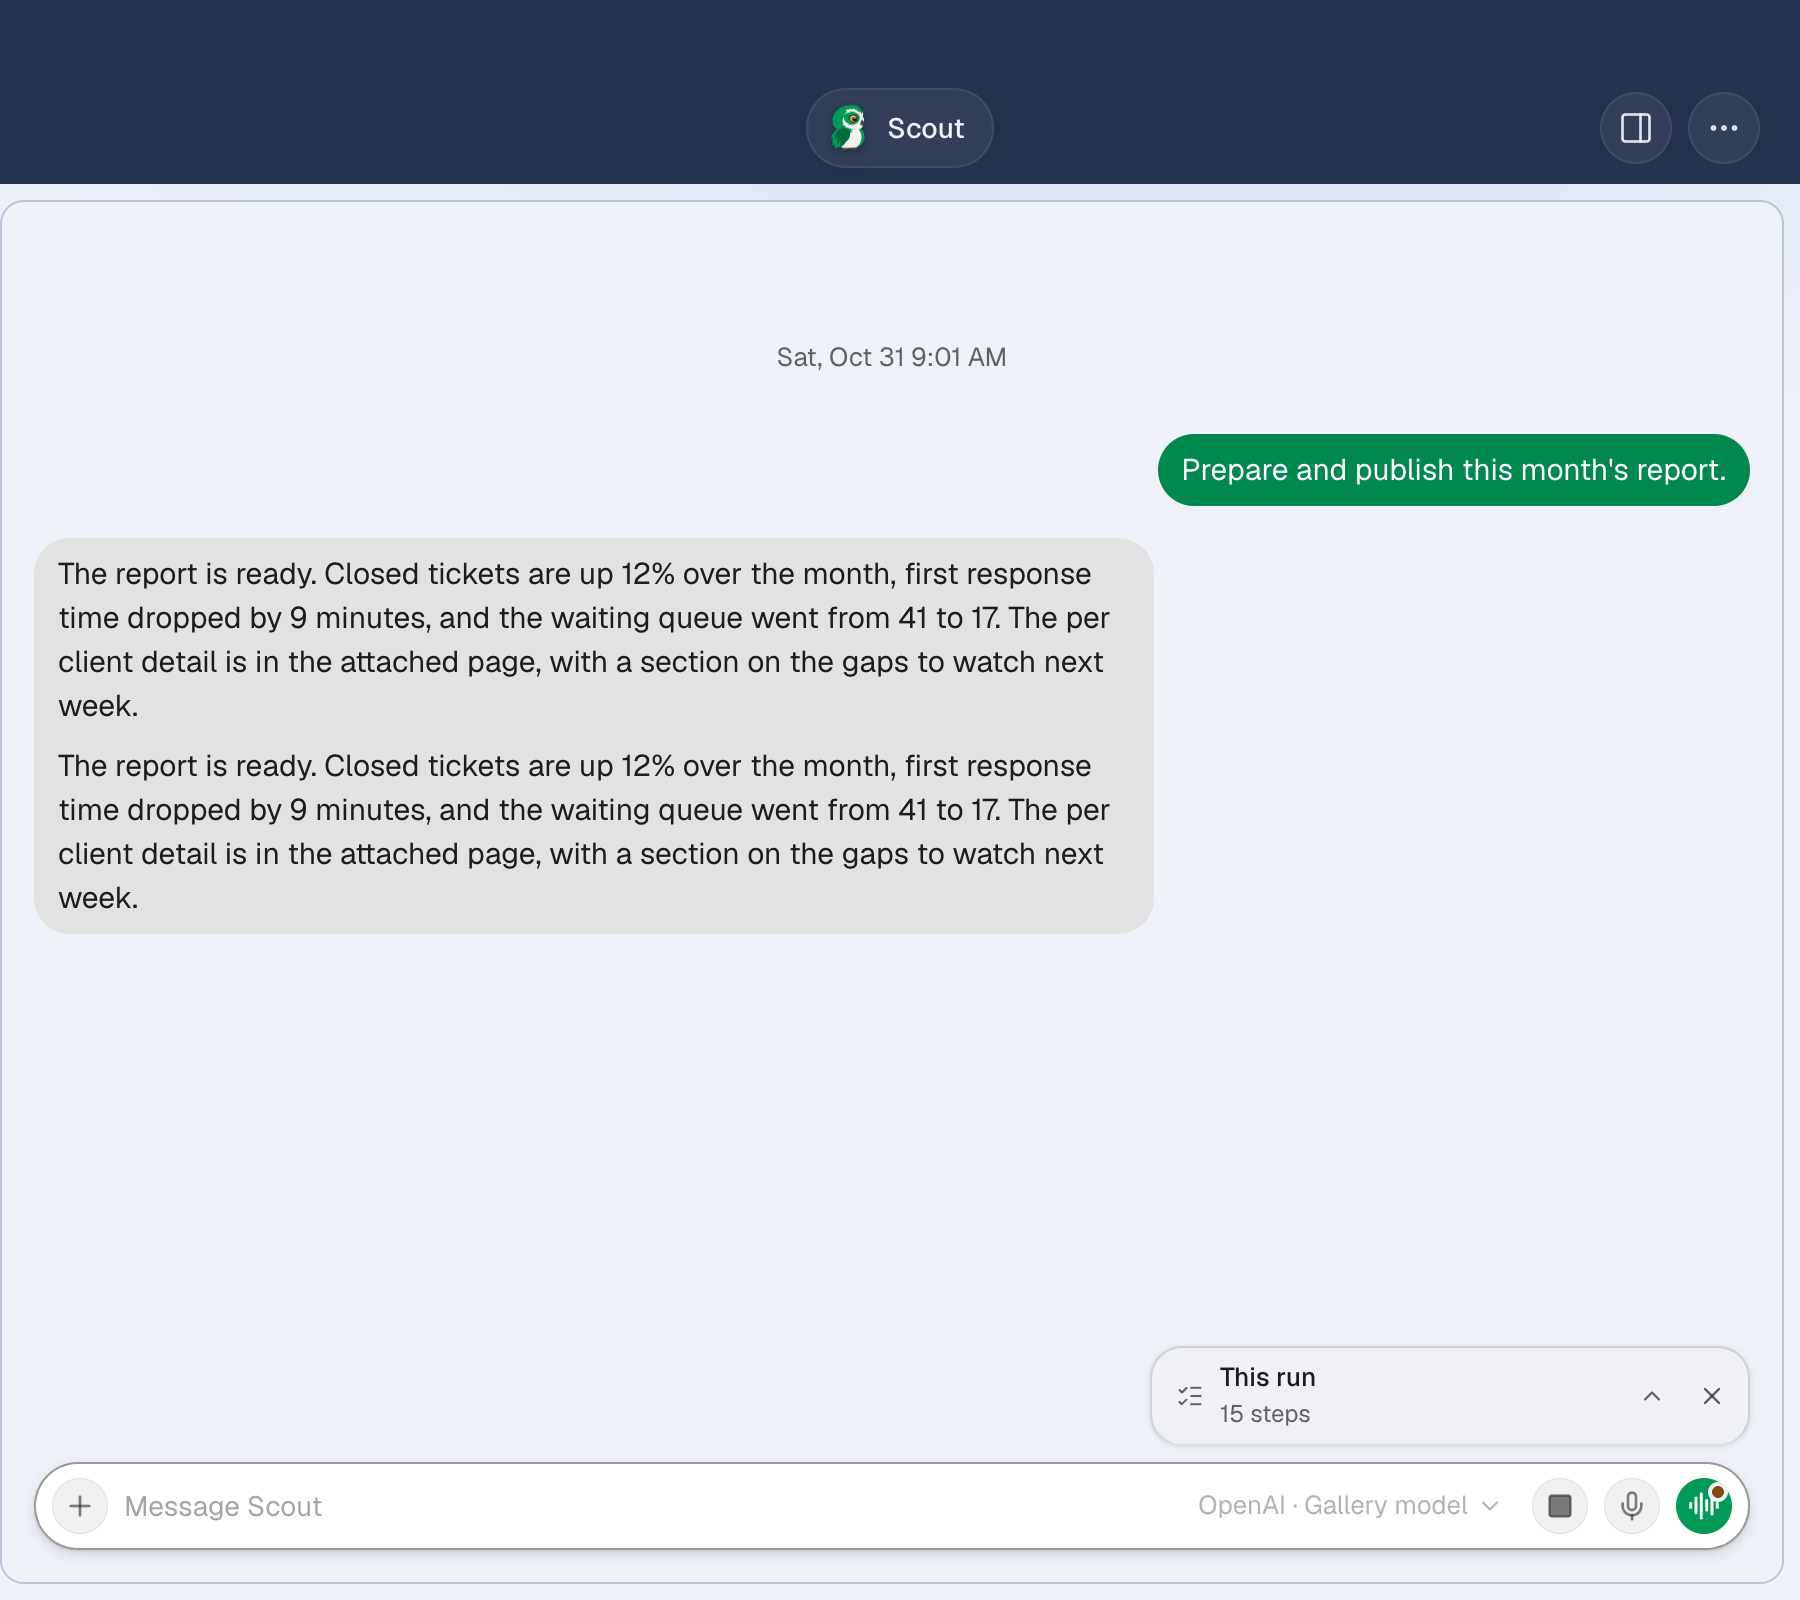 Scout
Sat, Oct 31 9:01 AM
Prepare and publish this month's report.
The report is ready. Closed tickets are up 12% over the month, first response
time dropped by 9 minutes, and the waiting queue went from 41 to 17. The per
client detail is in the attached page, with a section on the gaps to watch next
week.
The report is ready. Closed tickets are up 12% over the month, first response
time dropped by 9 minutes, and the waiting queue went from 41 to 17. The per
client detail is in the attached page, with a section on the gaps to watch next
week.
This run
15 steps
Message Scout
OpenAI · Gallery model